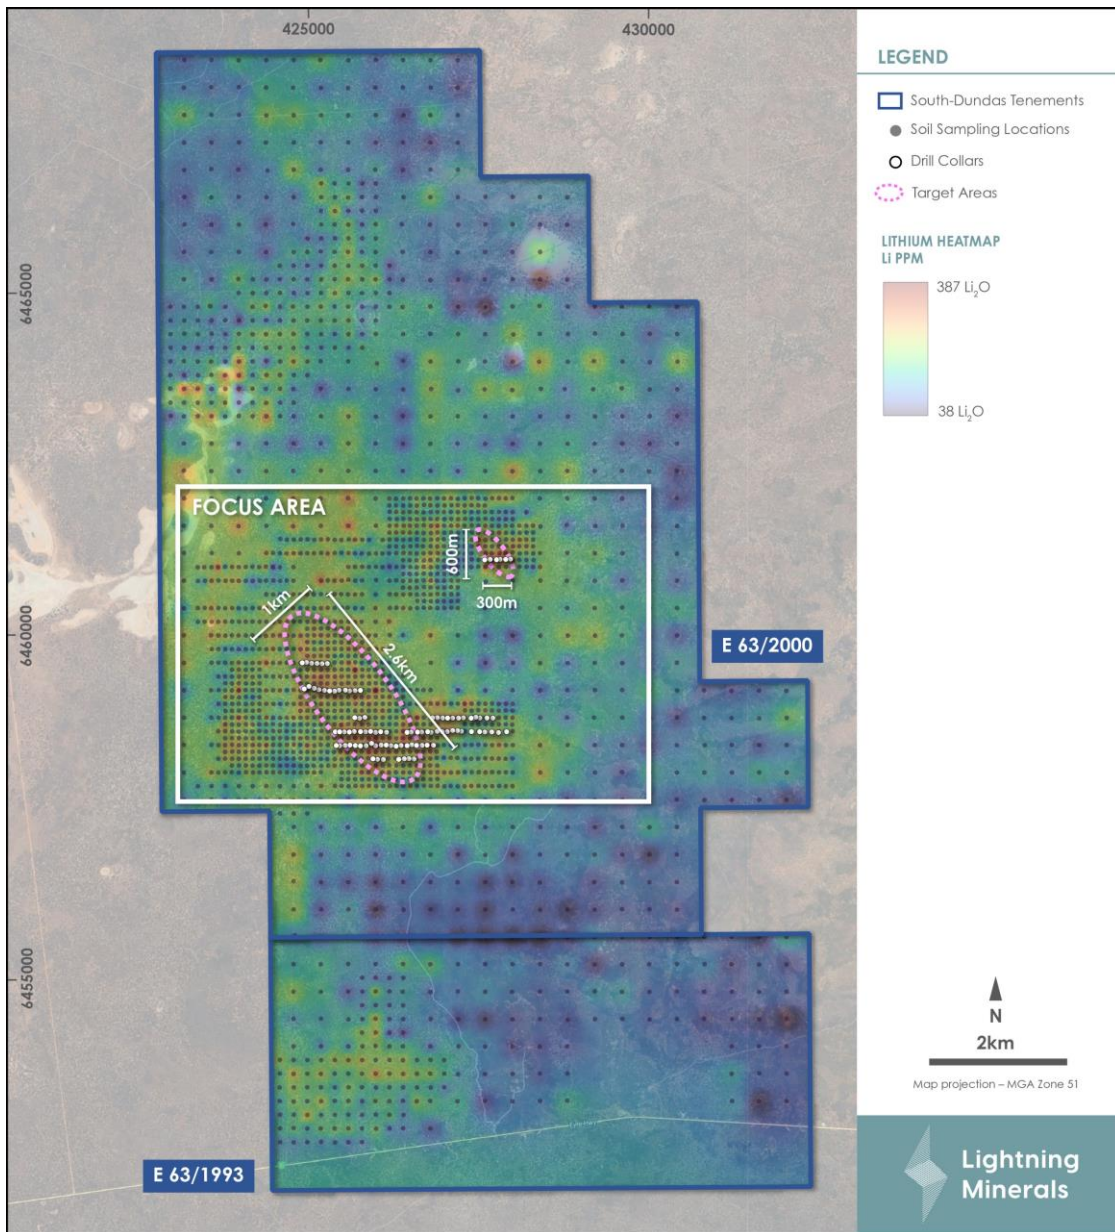 425000
430000
6465000
6460000
6455000
FOCUS AREA
600m
300m
1km
2.6km
E 63/2000
E 63/1993
LEGEND
South-Dundas Tenements
Soil Sampling Locations
Drill Collars
Target Areas
LITHIUM HEATMAP
Li PPM
387 Li₂O
38 Li₂O
N
2km
Map projection – MGA Zone 51
Lightning
Minerals